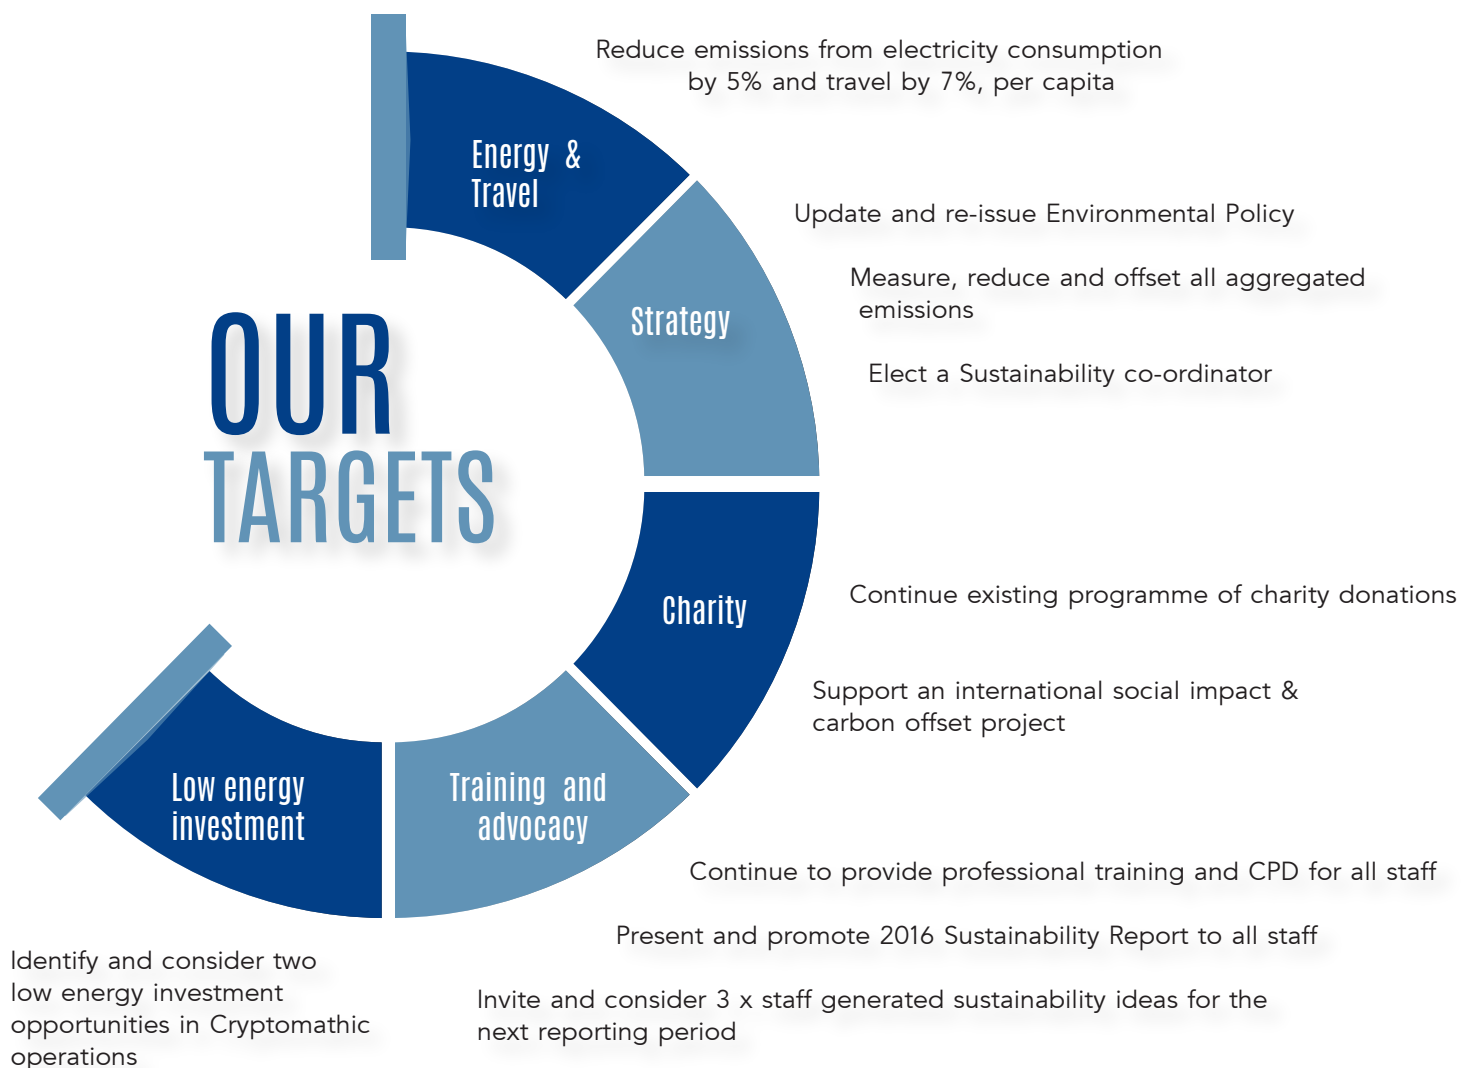 Reduce emissions from electricity consumption
by 5% and travel by 7%, per capita
Energy &
Travel
Update and re-issue Environmental Policy
Measure, reduce and offset all aggregated
emissions
Strategy
Elect a Sustainability co-ordinator
OUR
TARGETS
Charity
Continue existing programme of charity donations
Support an international social impact &
carbon offset project
Low energy
investment
Training and
advocacy
Continue to provide professional training and CPD for all staff
Present and promote 2016 Sustainability Report to all staff
Invite and consider 3 x staff generated sustainability ideas for the
next reporting period
Identify and consider two
low energy investment
opportunities in Cryptomathic
operations